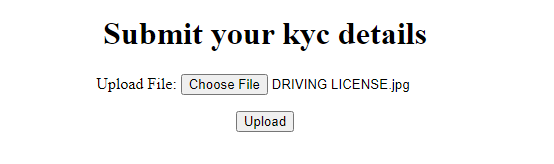 Submit your kyc details
Upload File: Choose File DRIVING LICENSE.jpg
Upload